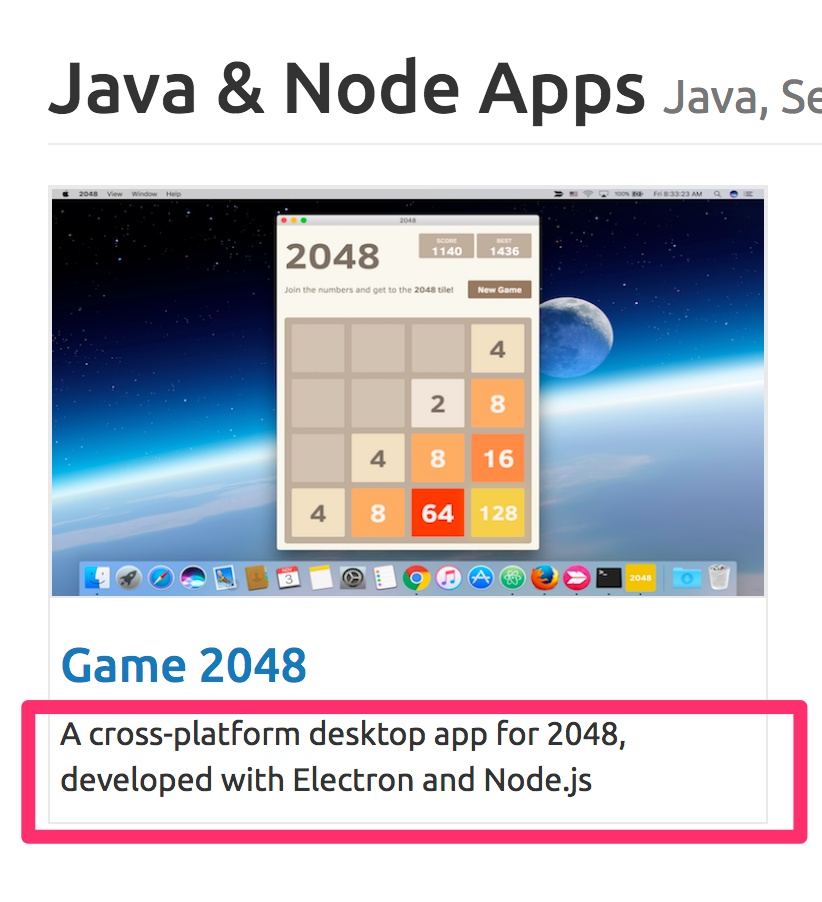 Java & Node Apps Java, Se
2048 View Window Help 100% Fri 8:33:23 AM
2048
2048
SCORE
1140
BEST
1436
Join the numbers and get to the 2048 tile!
New Game
4
2 8
4 8 16
4 8 64 128
NOV
3
2048
Game 2048
A cross-platform desktop app for 2048,
developed with Electron and Node.js